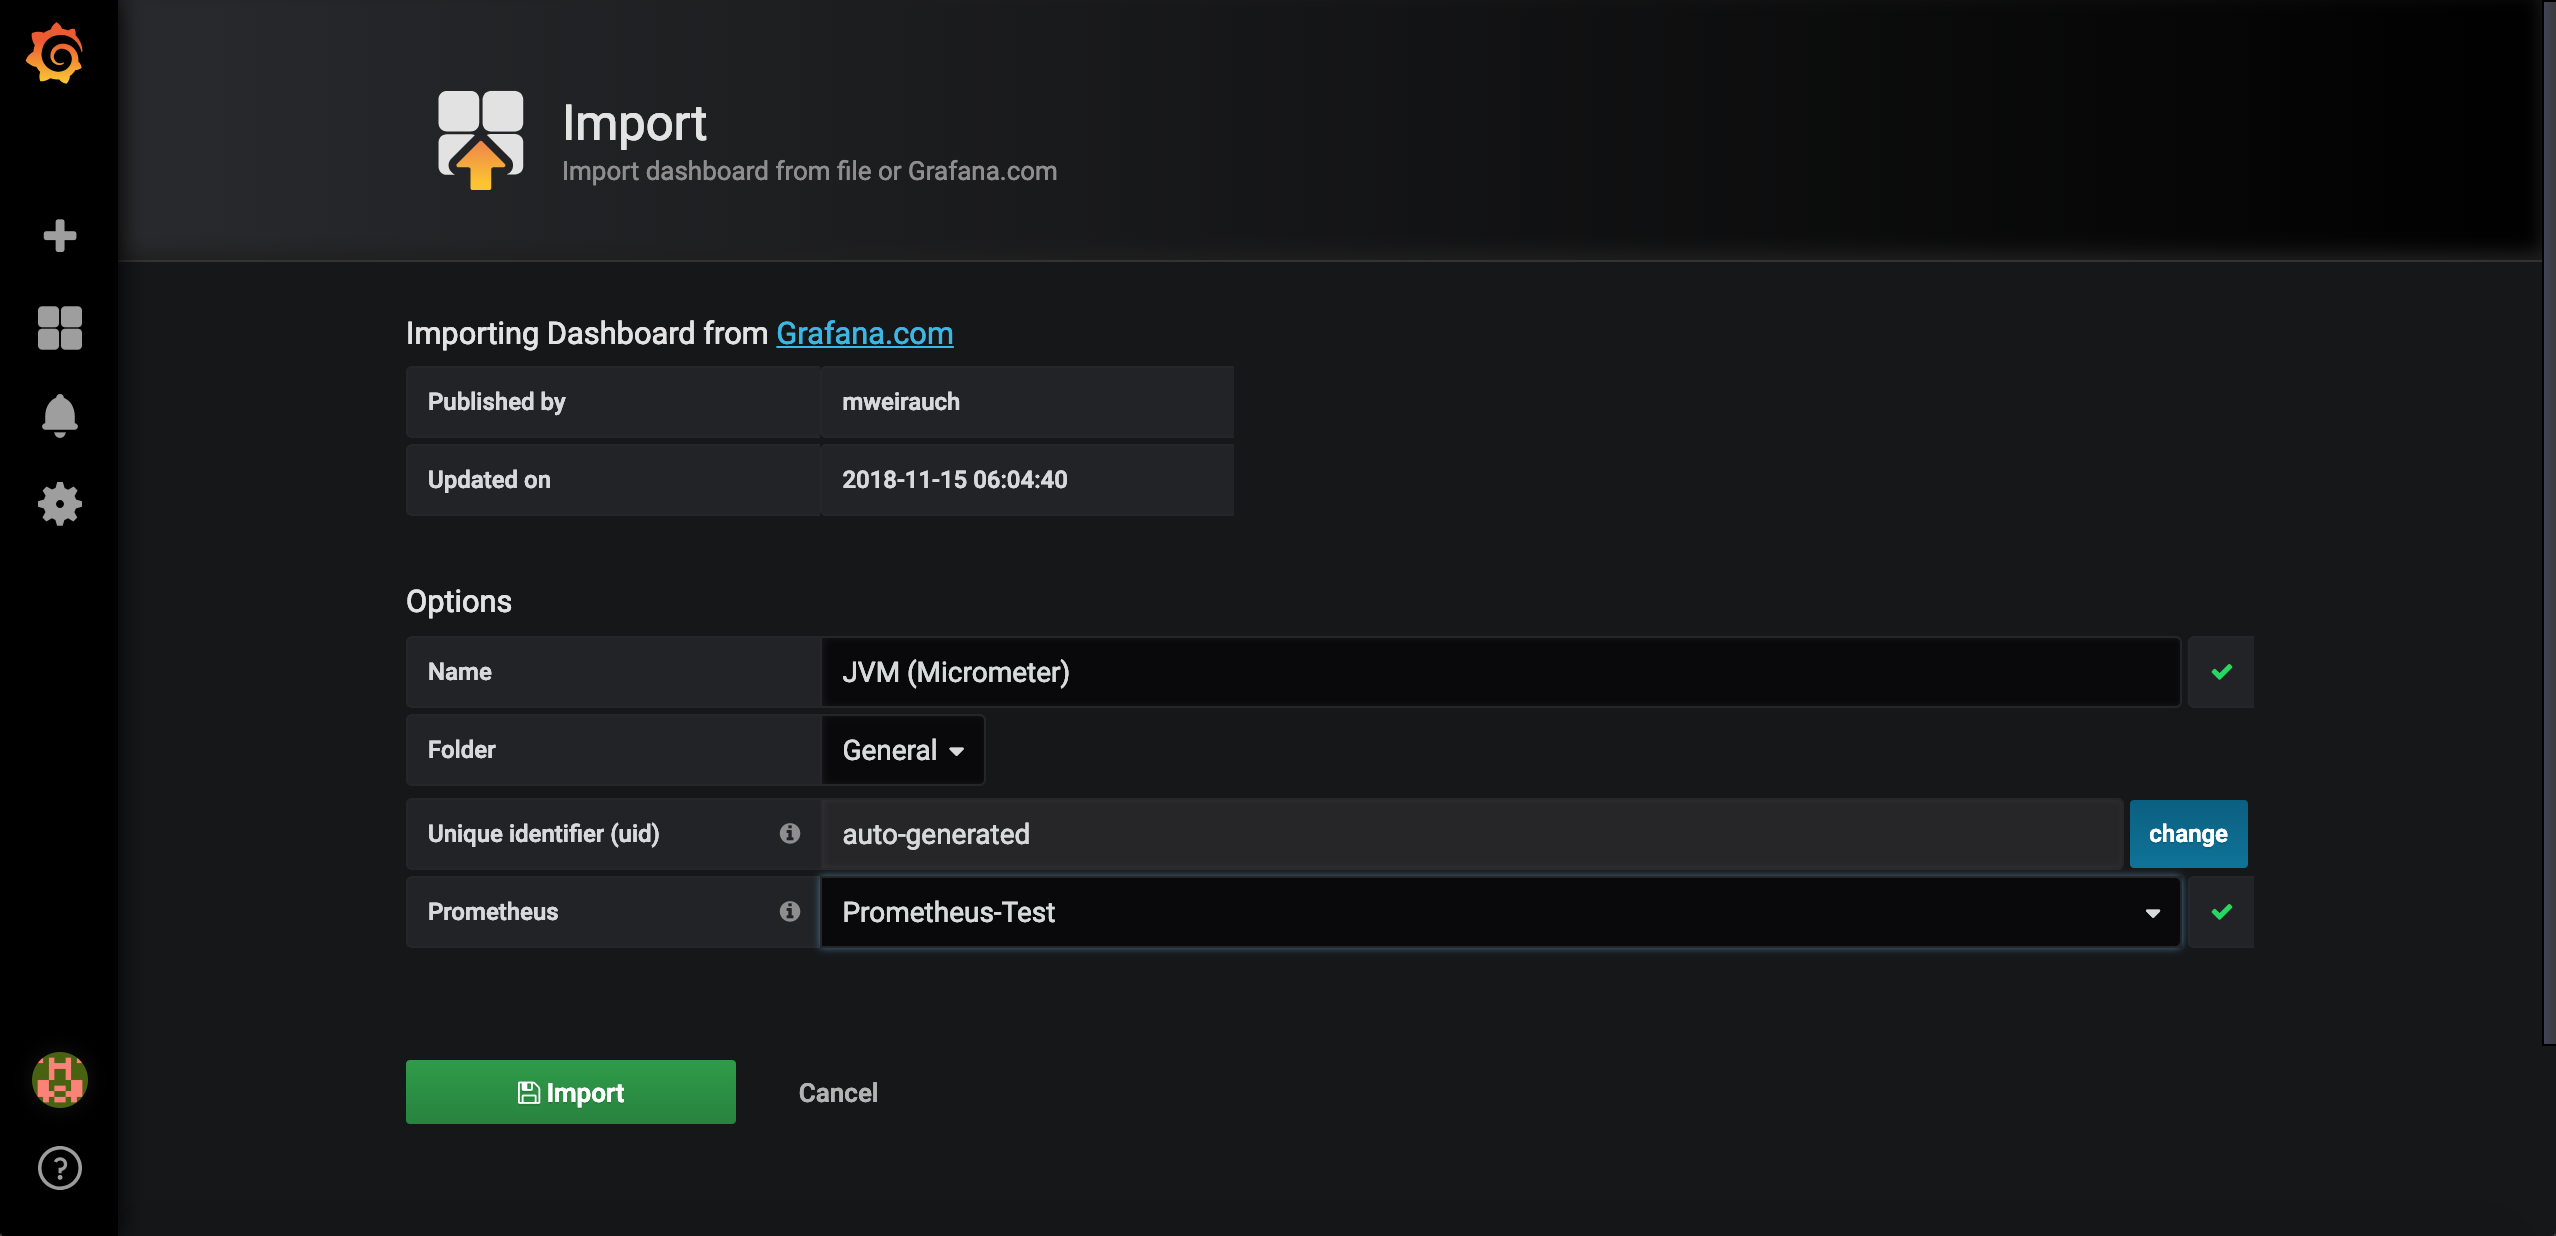 Import
Import dashboard from file or Grafana.com
Importing Dashboard from Grafana.com
Published by mweirauch
Updated on 2018-11-15 06:04:40
Options
Name JVM (Micrometer)
Folder General
Unique identifier (uid) auto-generated change
Prometheus Prometheus-Test
Import Cancel